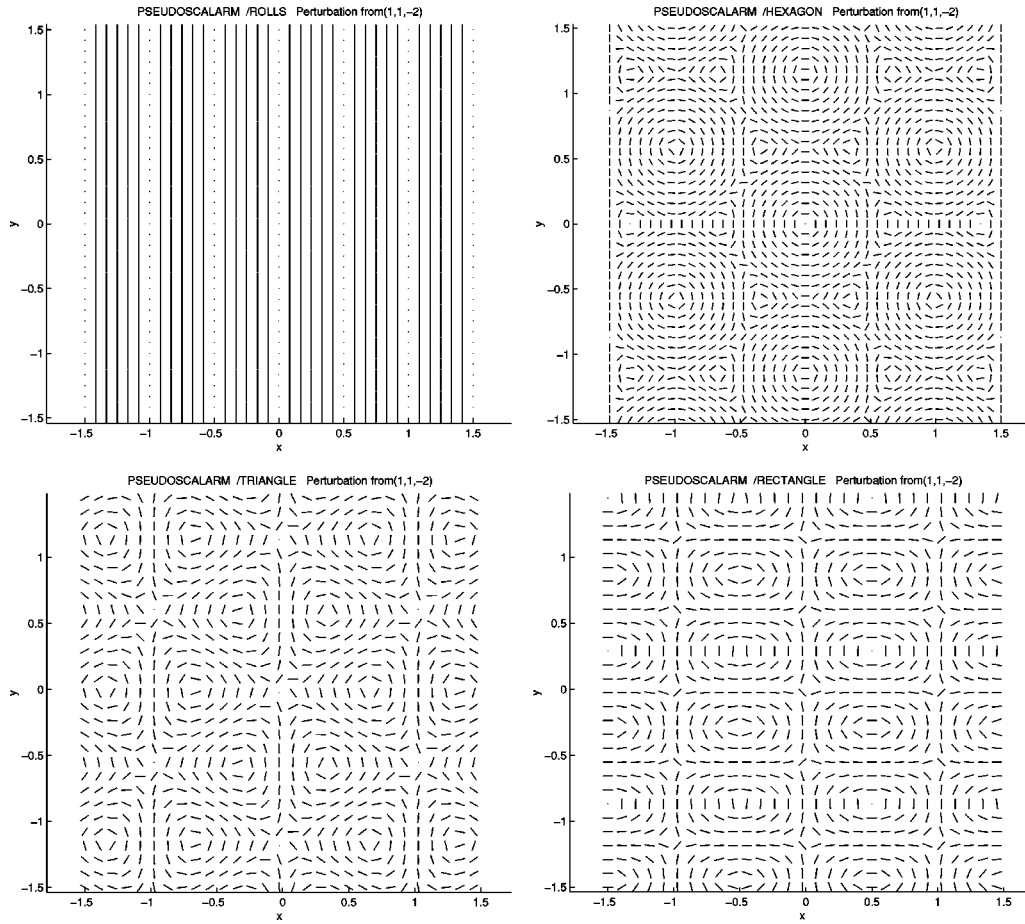 PSEUDOSCALARM /ROLLS Perturbation from(1,1,−2)
1.5
1
0.5
0
−0.5
−1
−1.5
y
−1.5 −1 −0.5 0 0.5 1 1.5
x
PSEUDOSCALARM /HEXAGON Perturbation from(1,1,−2)
1.5
1
0.5
0
−0.5
−1
−1.5
y
−1.5 −1 −0.5 0 0.5 1 1.5
x
PSEUDOSCALARM /TRIANGLE Perturbation from(1,1,−2)
1
0.5
0
−0.5
−1
−1.5
y
−1.5 −1 −0.5 0 0.5 1 1.5
x
PSEUDOSCALARM /RECTANGLE Perturbation from(1,1,−2)
1
0.5
0
−0.5
−1
−1.5
y
−1.5 −1 −0.5 0 0.5 1 1.5
x